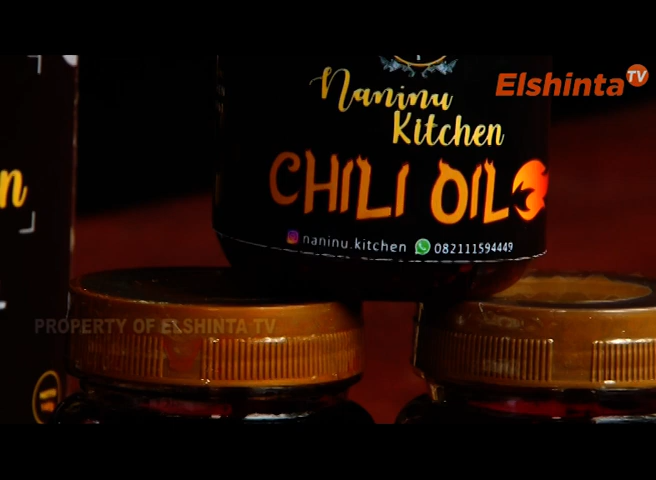 Elshinta TV
Naninu
Kitchen
CHILI OIL
naninu.kitchen 082111594449
n
PROPERTY OF ELSHINTA TV